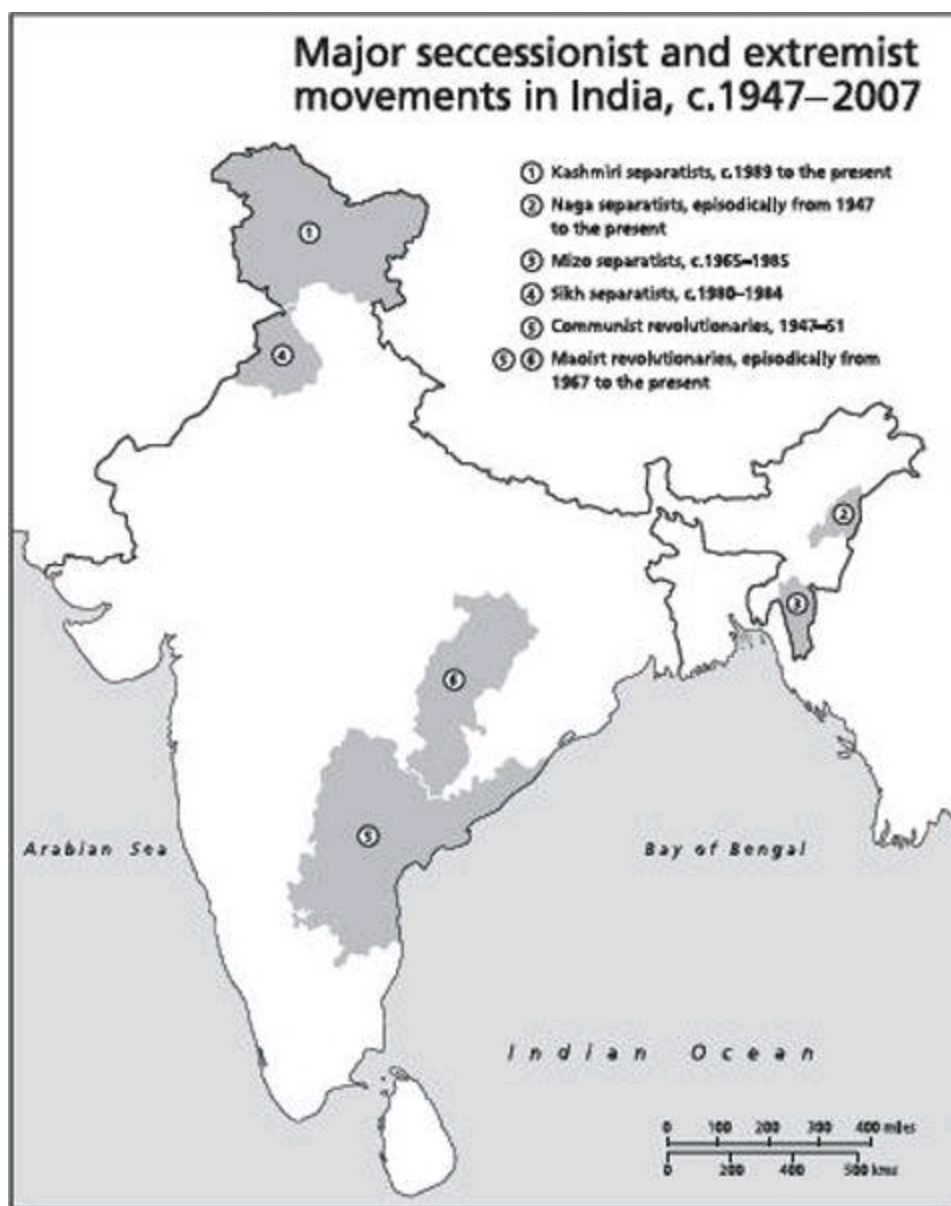 Major seccessionist and extremist
movements in India, c.1947–2007
① Kashmiri separatists, c.1989 to the present
② Naga separatists, episodically from 1947
to the present
③ Mizo separatists, c.1965–1985
④ Sikh separatists, c.1980–1984
⑤ Communist revolutionaries, 1947–51
⑤ ⑥ Maoist revolutionaries, episodically from
1967 to the present
①
④
②
③
⑥
⑤
Arabian Sea
Bay of Bengal
Indian Ocean
0 100 200 300 400 miles
0 200 400 500 kms